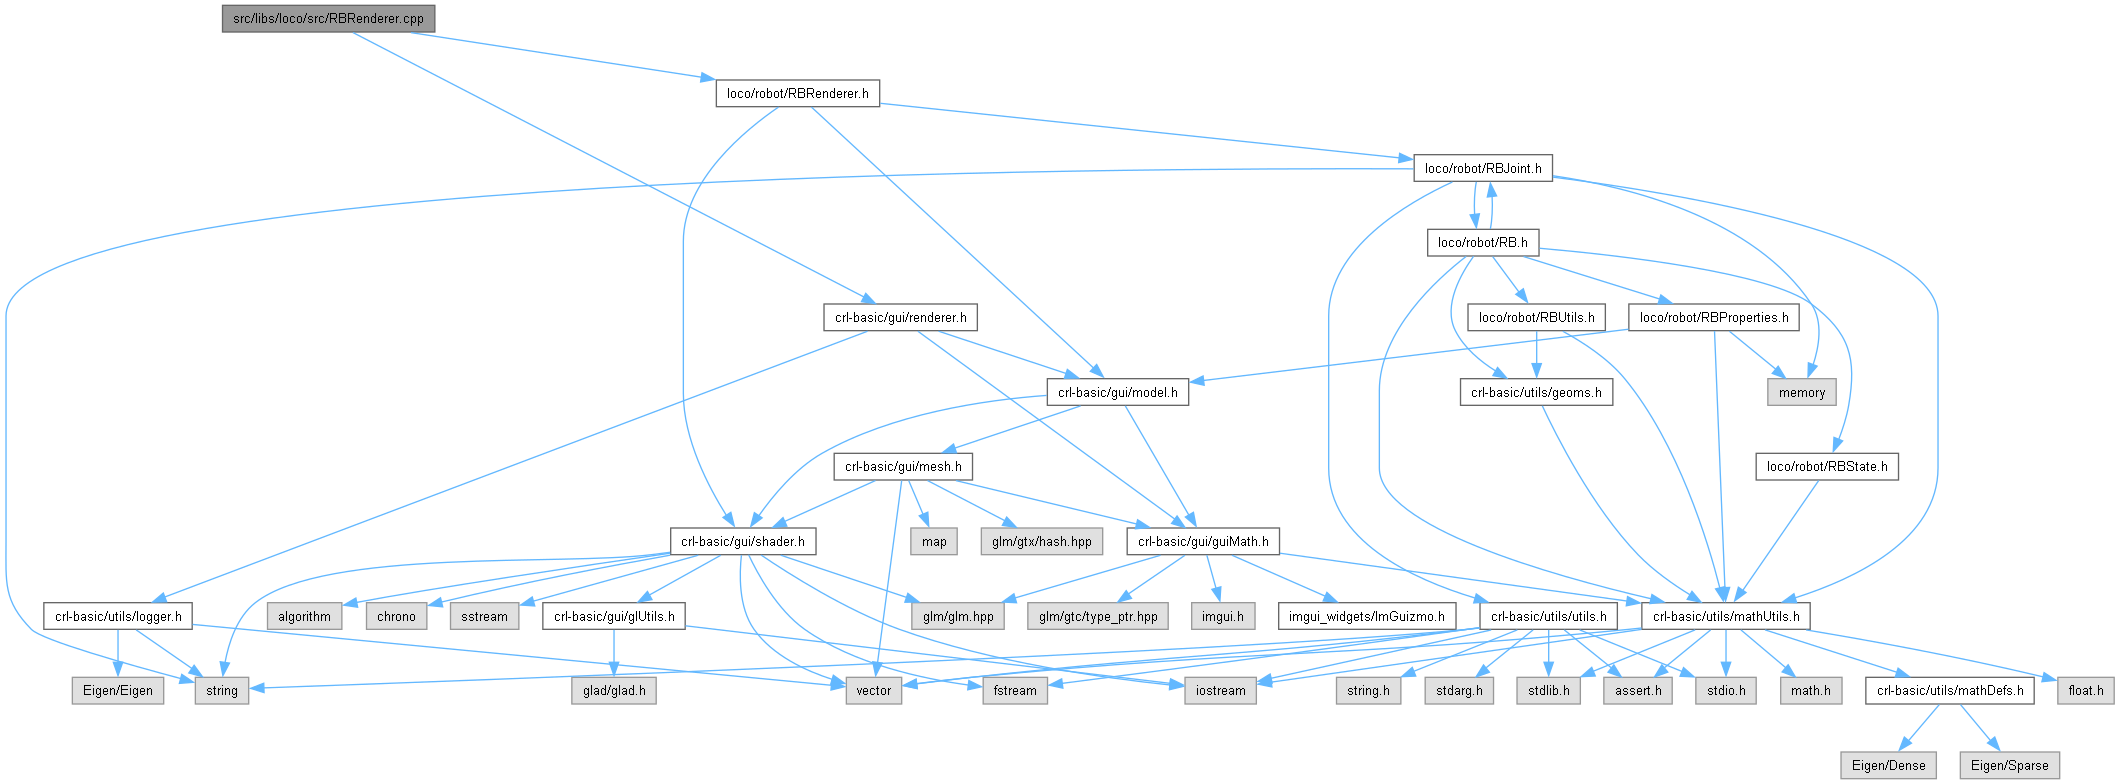 src/libs/loco/src/RBRenderer.cpp
loco/robot/RBRenderer.h
loco/robot/RBJoint.h
loco/robot/RB.h
crl-basic/gui/renderer.h
loco/robot/RBUtils.h
loco/robot/RBProperties.h
crl-basic/gui/model.h
crl-basic/utils/geoms.h
memory
crl-basic/gui/mesh.h
loco/robot/RBState.h
crl-basic/gui/shader.h
map
glm/gtx/hash.hpp
crl-basic/gui/guiMath.h
crl-basic/utils/logger.h
algorithm
chrono
sstream
crl-basic/gui/glUtils.h
glm/glm.hpp
glm/gtc/type_ptr.hpp
imgui.h
imgui_widgets/ImGuizmo.h
crl-basic/utils/utils.h
crl-basic/utils/mathUtils.h
Eigen/Eigen
string
glad/glad.h
vector
fstream
iostream
string.h
stdarg.h
stdlib.h
assert.h
stdio.h
math.h
crl-basic/utils/mathDefs.h
float.h
Eigen/Dense
Eigen/Sparse